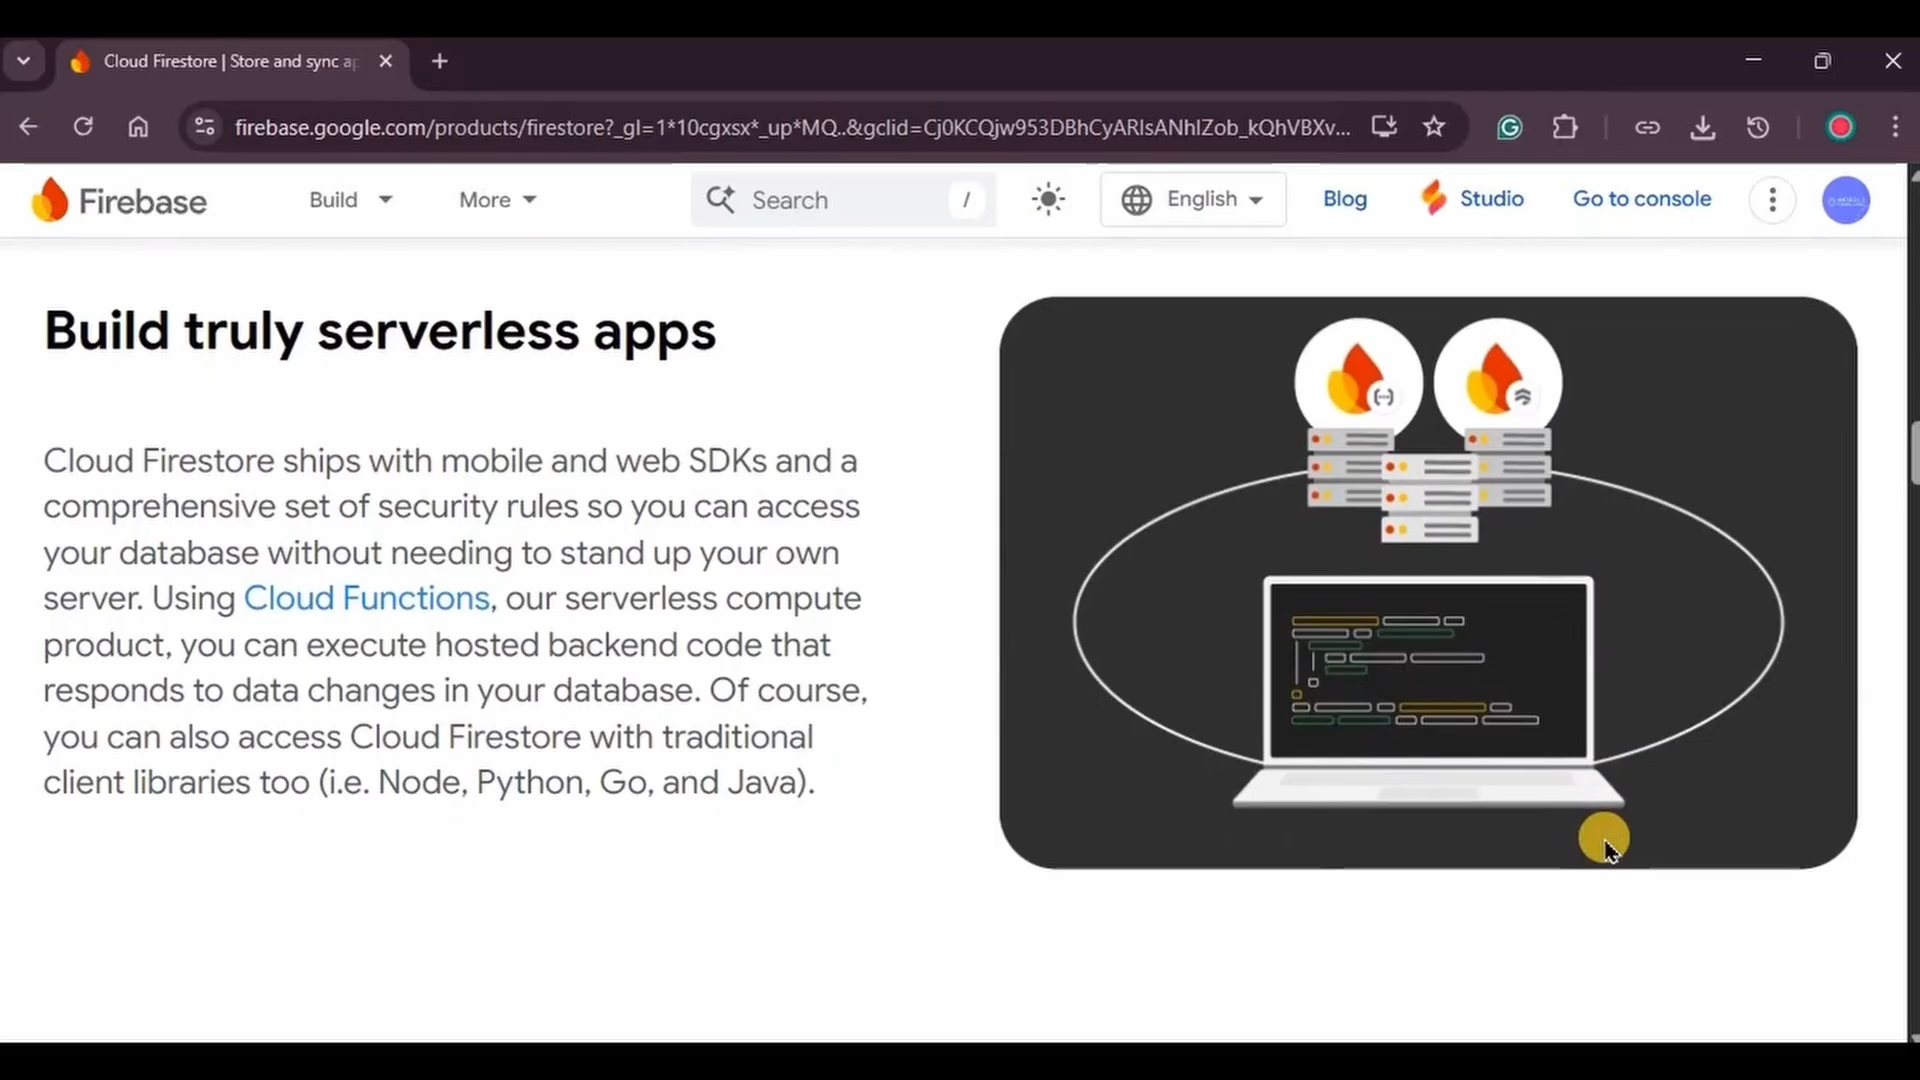 Cloud Firestore | Store and sync ap
firebase.google.com/products/firestore?_gl=1*10cgxsx*_up*MQ..&gclid=Cj0KCQjw953DBhCyARIsANhIZob_kQhVBXv...
Firebase
Build
More
Search
/
English
Blog
Studio
Go to console
Build truly serverless apps
Cloud Firestore ships with mobile and web SDKs and a
comprehensive set of security rules so you can access
your database without needing to stand up your own
server. Using Cloud Functions, our serverless compute
product, you can execute hosted backend code that
responds to data changes in your database. Of course,
you can also access Cloud Firestore with traditional
client libraries too (i.e. Node, Python, Go, and Java).